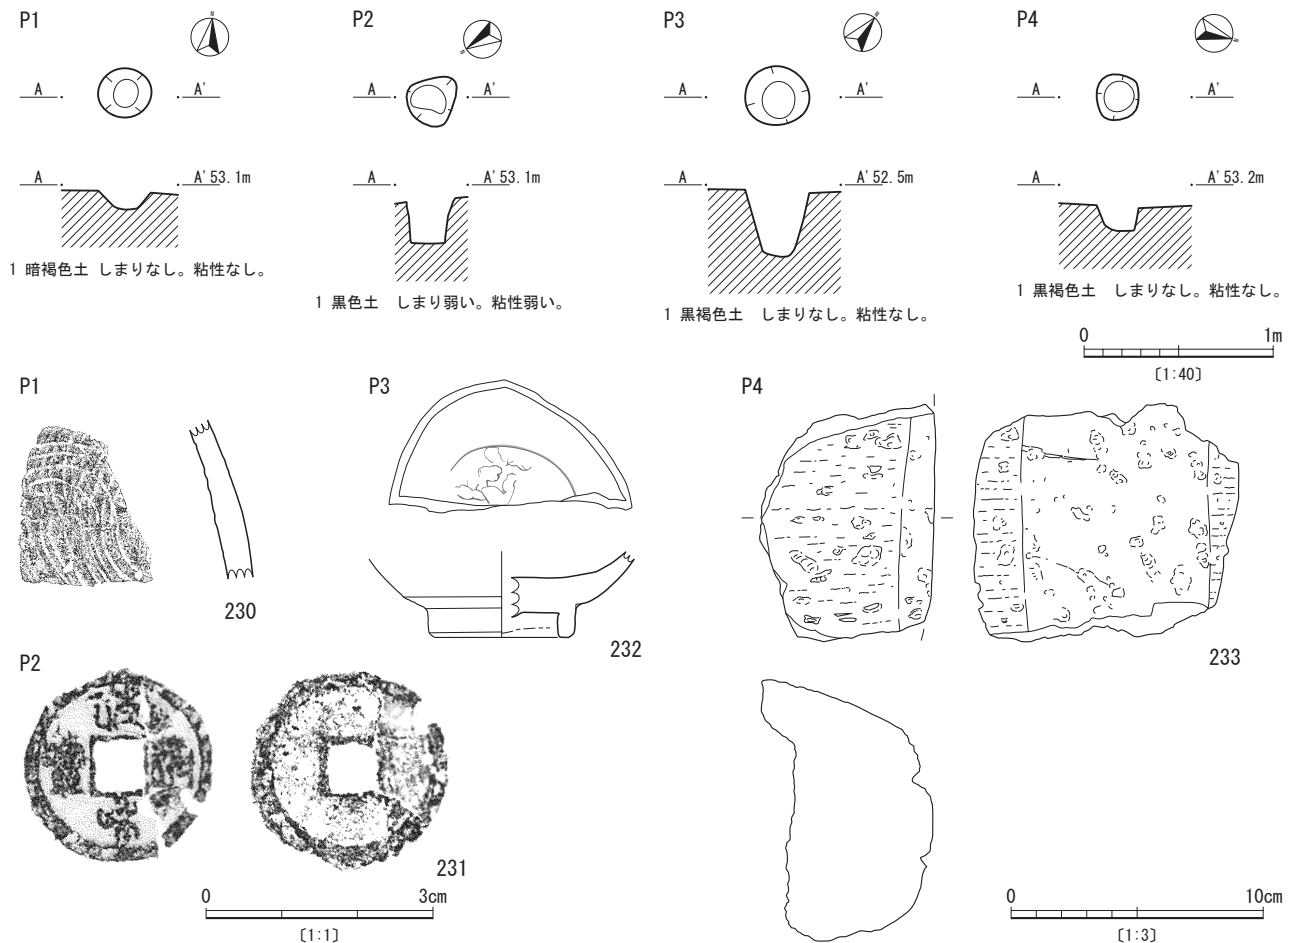 P1
P2
P3
P4
N
N
N
N
A A'
A A'
A A'
A A'
A A' 53.1m
A A' 53.1m
A A' 52.5m
A A' 53.2m
1 暗褐色土 しまりなし。粘性なし。
1 黒色土 しまり弱い。粘性弱い。
1 黒褐色土 しまりなし。粘性なし。
1 黒褐色土 しまりなし。粘性なし。
0 1m
〔1:40〕
P1
230
P3
232
P4
233
P2
231
0 3cm
〔1:1〕
0 10cm
〔1:3〕